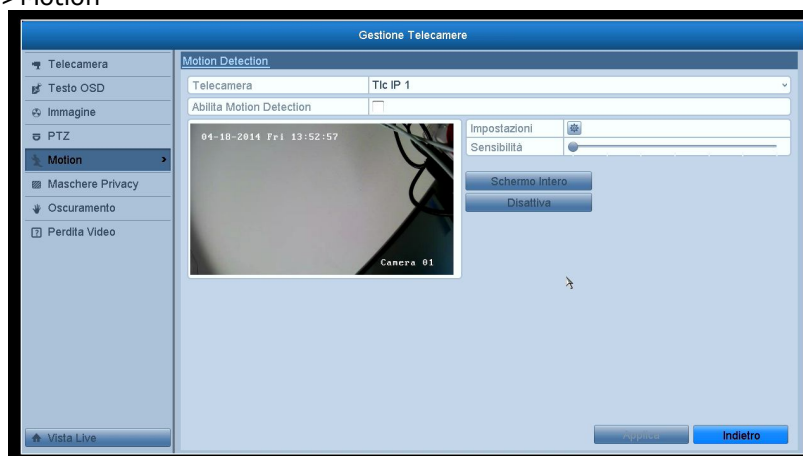 > Motion
Gestione Telecamere
Telecamera
Testo OSD
Immagine
PTZ
Motion >
Maschere Privacy
Oscuramento
Perdita Video
Vista Live
Motion Detection
Telecamera Tlc IP 1
Abilita Motion Detection
04-18-2014 Fri 13:52:57
Camera 01
Impostazioni
Sensibilità
Schermo Intero
Disattiva
Applica
Indietro